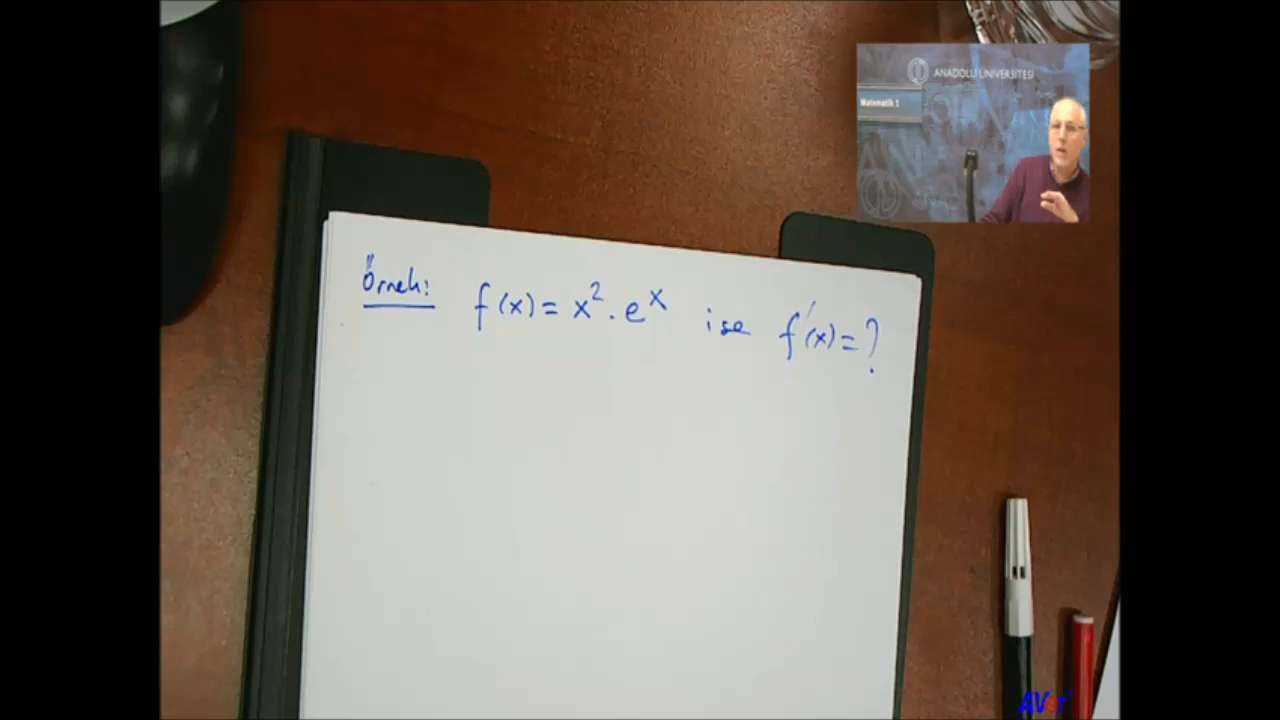 ANADOLU ÜNİVERSİTESİ
Matematik 1
Örnek: f(x) = x². eˣ ise f'(x) = ?
AVer